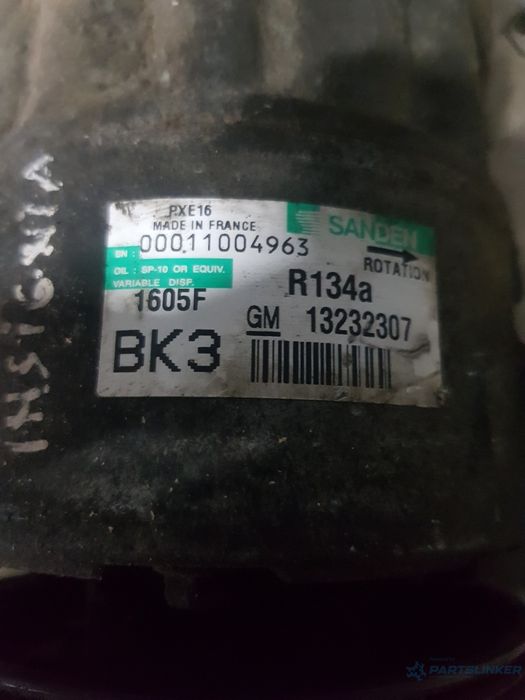 INSIGNIA
PXE16
MADE IN FRANCE
SANDEN
SN : 00011004963
ROTATION
OIL : SP-10 OR EQUIV.
VARIABLE DISP.
R134a
1605F
GM 13232307
BK3
PARTSLINKER